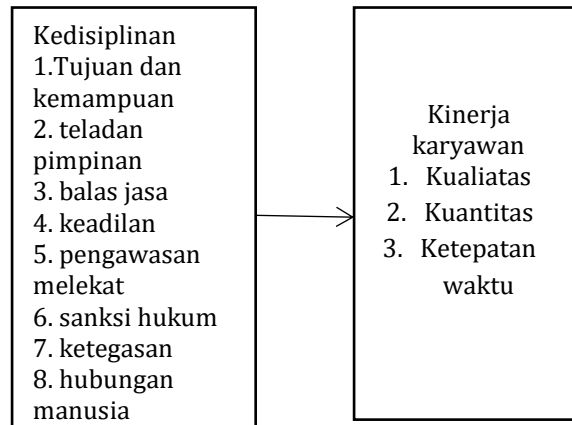 Kedisiplinan
1.Tujuan dan
kemampuan
2. teladan
pimpinan
3. balas jasa
4. keadilan
5. pengawasan
melekat
6. sanksi hukum
7. ketegasan
8. hubungan
manusia
Kinerja
karyawan
1. Kualiatas
2. Kuantitas
3. Ketepatan
waktu